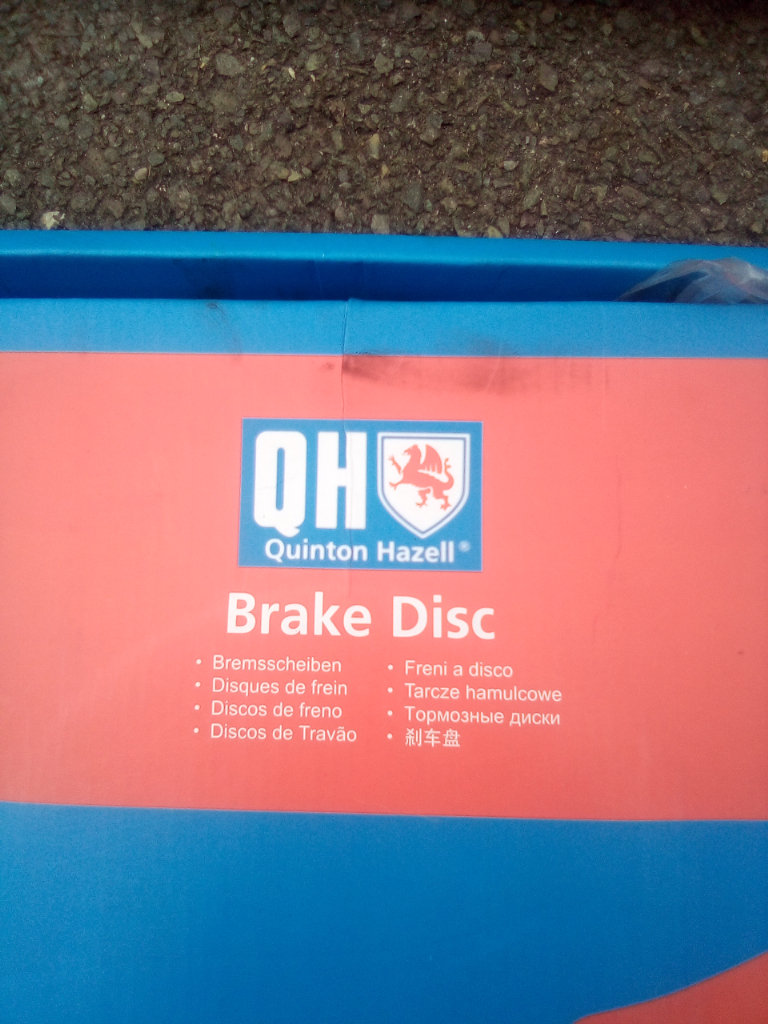 QH
Quinton Hazell®
Brake Disc
• Bremsscheiben
• Disques de frein
• Discos de freno
• Discos de Travão
• Freni a disco
• Tarcze hamulcowe
• Тормозные диски
• 刹车盘